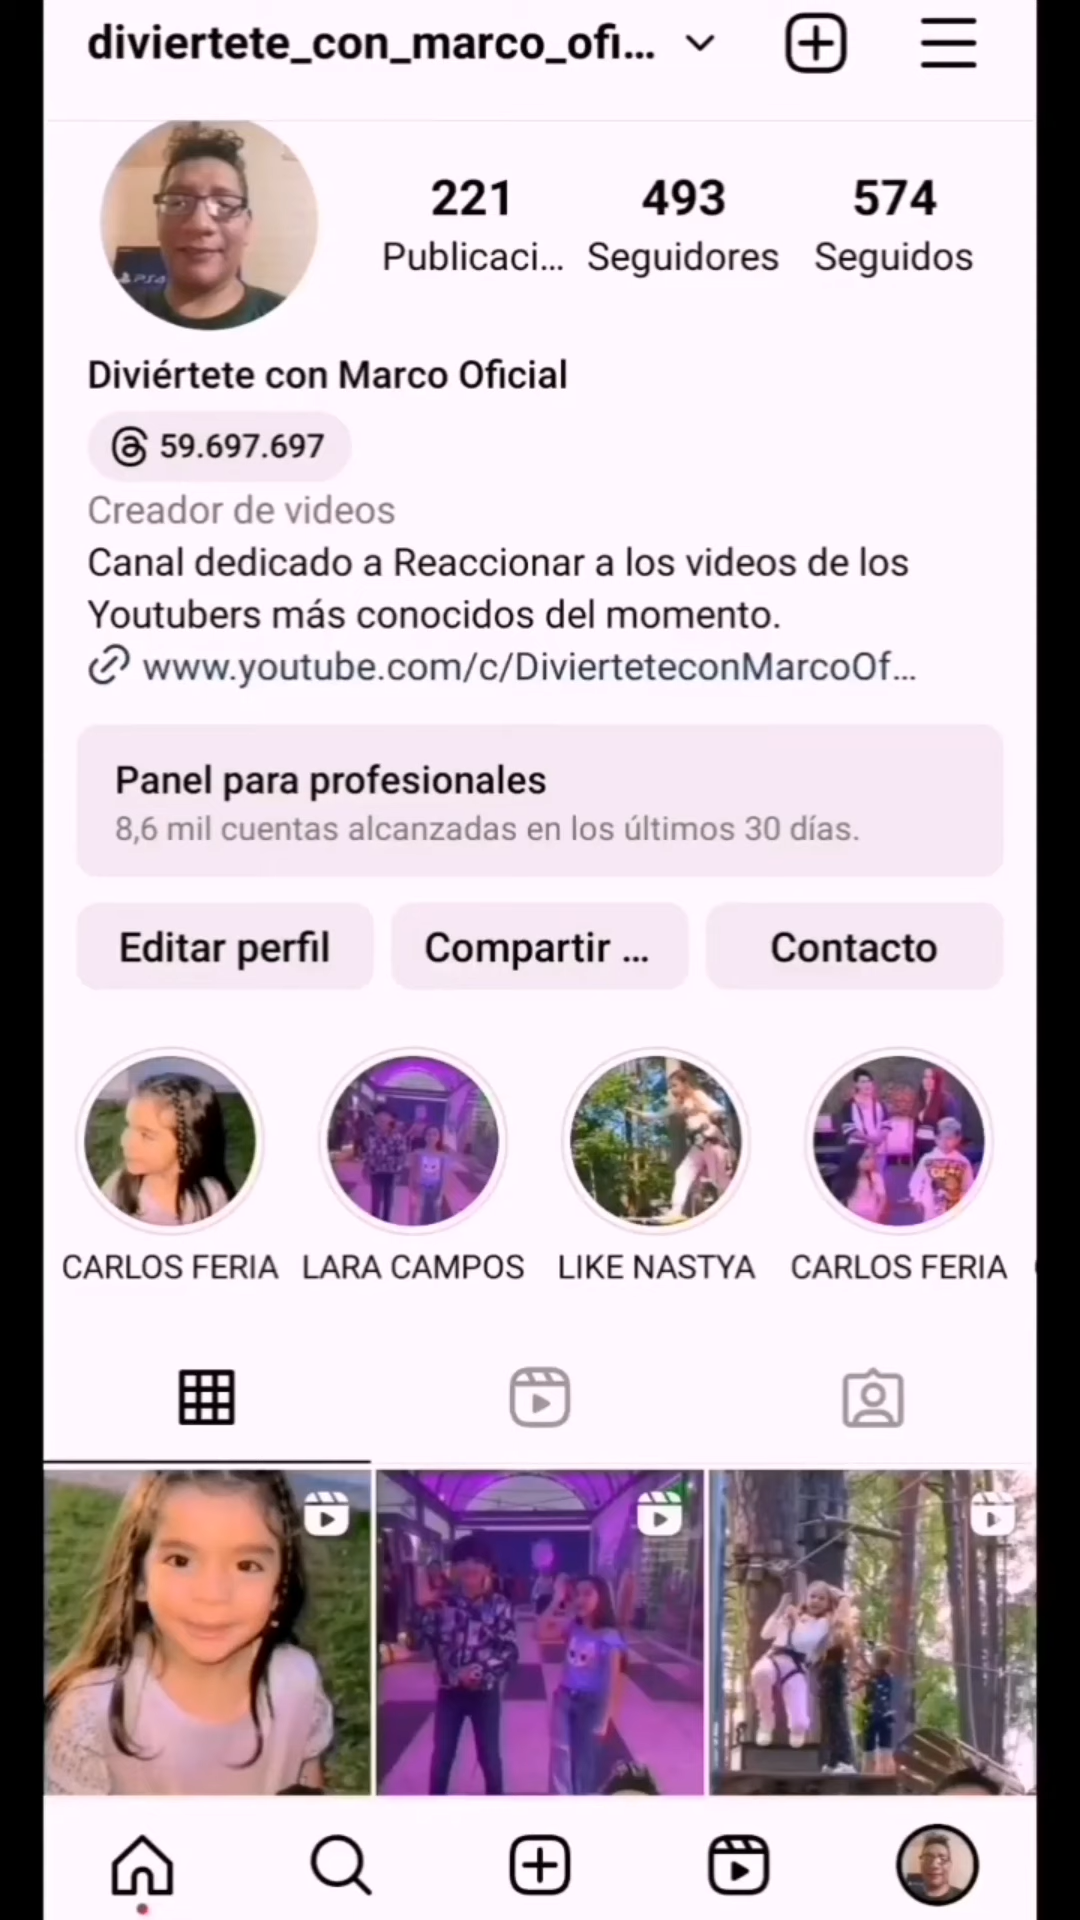 diviertete_con_marco_ofi...
221 493 574
Publicaci... Seguidores Seguidos
PS4
Diviértete con Marco Oficial
59.697.697
Creador de videos
Canal dedicado a Reaccionar a los videos de los
Youtubers más conocidos del momento.
www.youtube.com/c/DivierteteconMarcoOf...
Panel para profesionales
8,6 mil cuentas alcanzadas en los últimos 30 días.
Editar perfil Compartir ... Contacto
CARLOS FERIA LARA CAMPOS LIKE NASTYA CARLOS FERIA